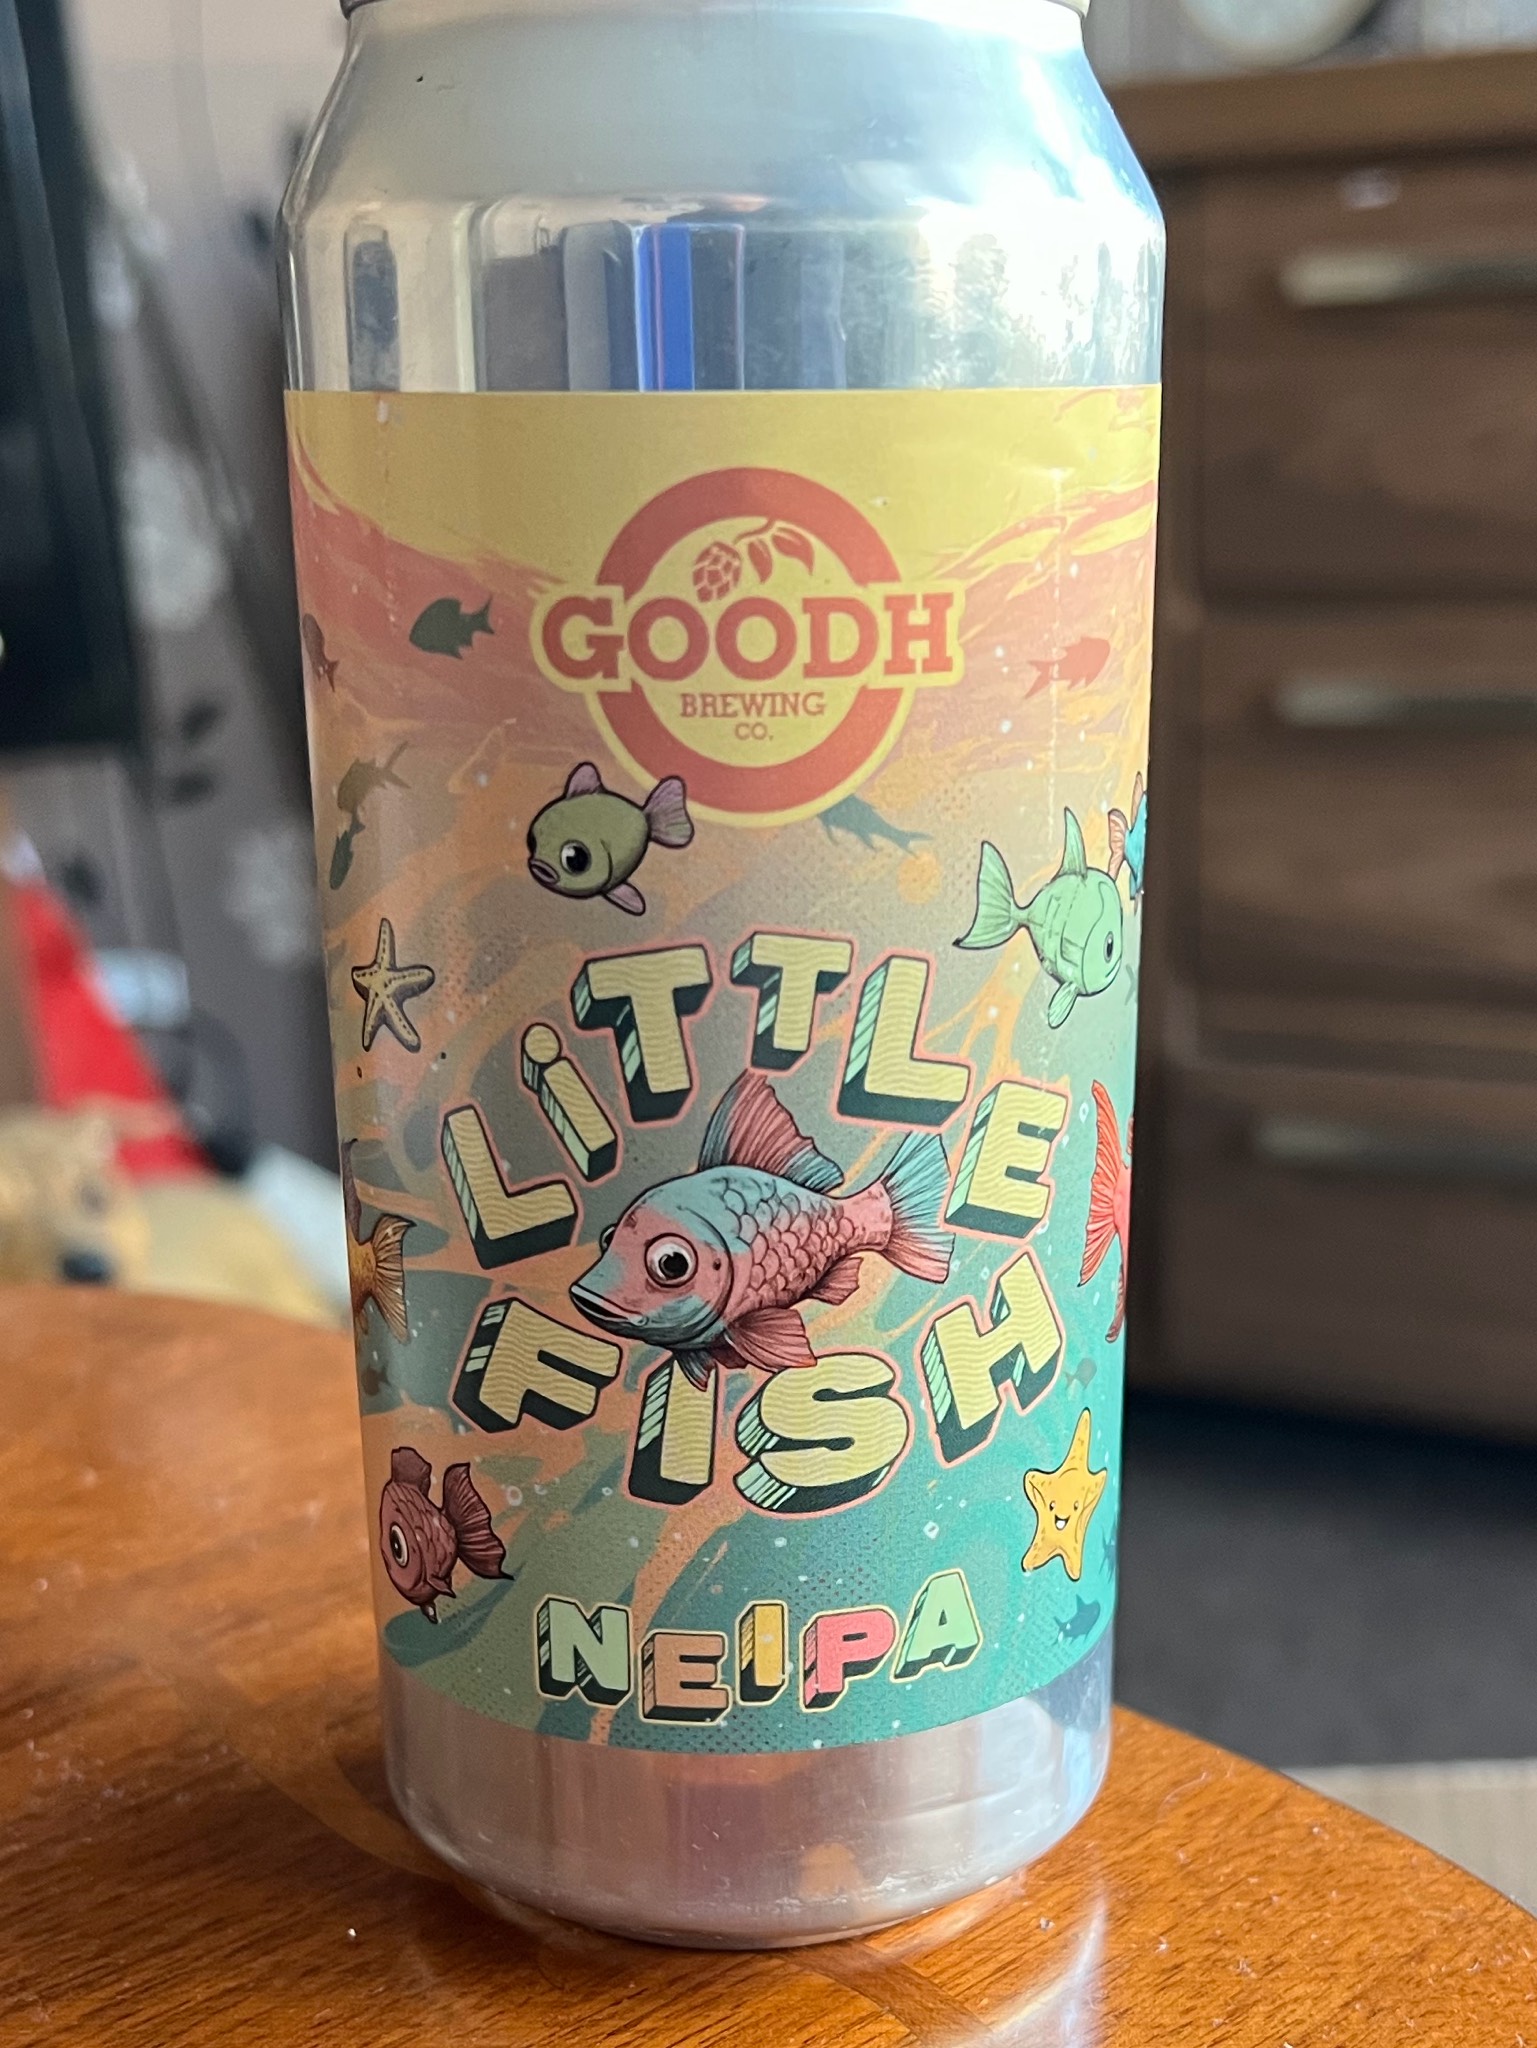 GOODH
BREWING
CO.
LiTTLE
FISH
NEIPA